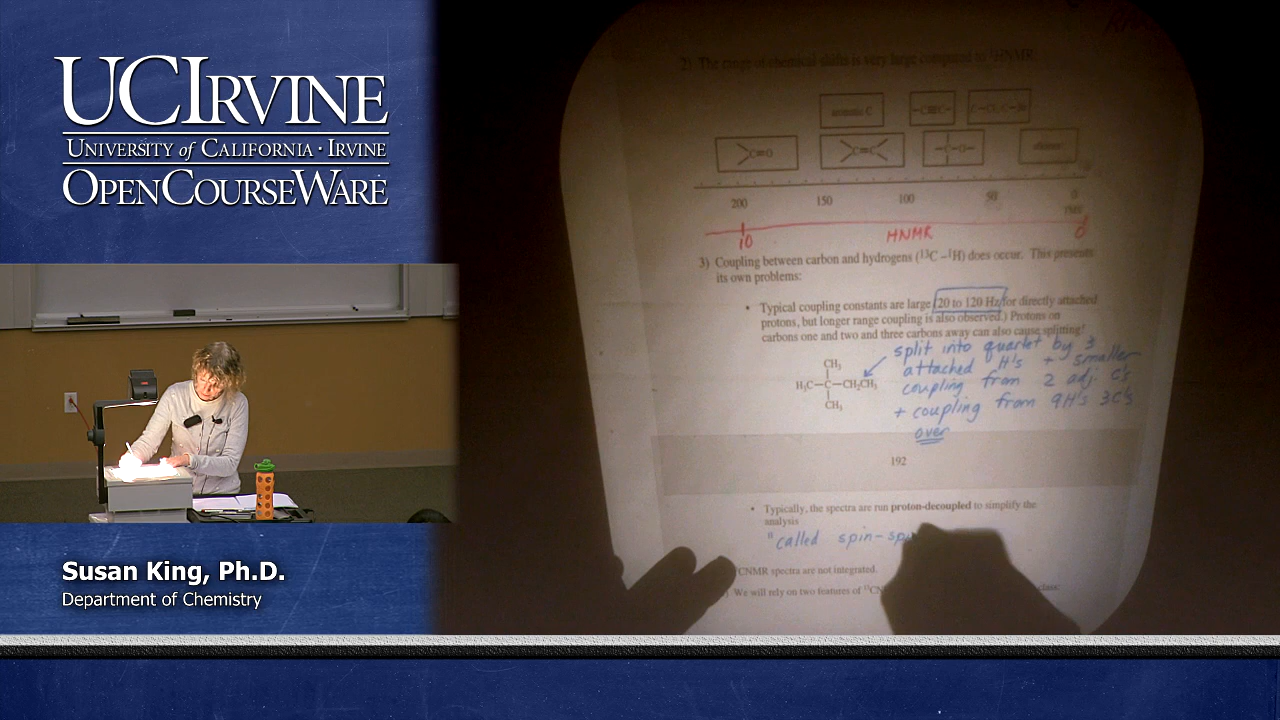 UCIRVINE
UNIVERSITY of CALIFORNIA · IRVINE
OPENCOURSEWARE
Susan King, Ph.D.
Department of Chemistry
2) The range of chemical shifts is very large compared to ¹HNMR.
aromatic C
C=O
C=C
200 150 100 50 0
TMS
10 HNMR 0
3) Coupling between carbon and hydrogens (¹³C –¹H) does occur. This presents
its own problems:
• Typical coupling constants are large (20 to 120 Hz for directly attached
protons, but longer range coupling is also observed.) Protons on
carbons one and two and three carbons away can also cause splitting!
CH₃
H₃C—C—CH₂CH₃
CH₃
split into quartet by 3
attached H's + smaller
coupling from 2 adj. C's
+ coupling from 9H's 3C's
over
192
• Typically, the spectra are run proton-decoupled to simplify the
analysis
"called spin-sp
CNMR spectra are not integrated.
We will rely on two features of ¹³CN